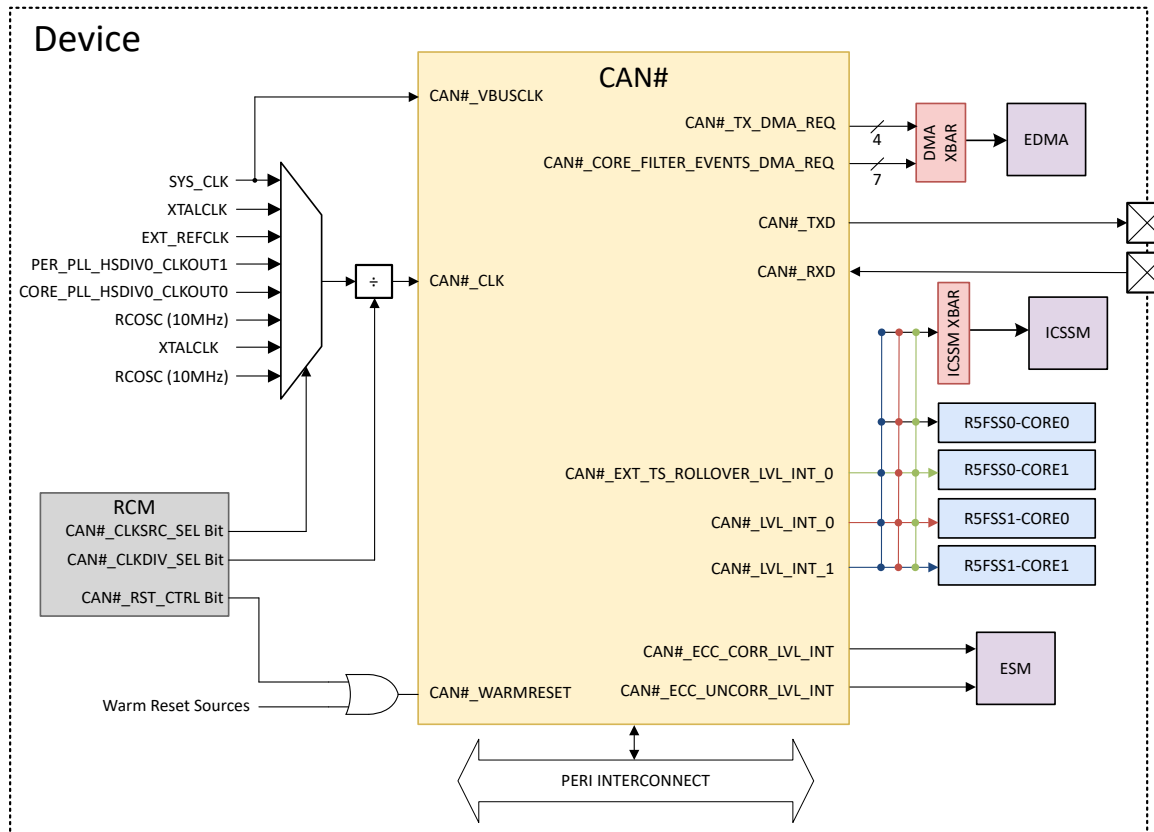 Device
CAN#
CAN#_VBUSCLK
CAN#_TX_DMA_REQ
4
CAN#_CORE_FILTER_EVENTS_DMA_REQ
7
DMA
XBAR
EDMA
SYS_CLK
XTALCLK
EXT_REFCLK
PER_PLL_HSDIV0_CLKOUT1
CORE_PLL_HSDIV0_CLKOUT0
RCOSC (10MHz)
XTALCLK
RCOSC (10MHz)
÷
CAN#_CLK
CAN#_TXD
CAN#_RXD
ICSSM XBAR
ICSSM
R5FSS0-CORE0
CAN#_EXT_TS_ROLLOVER_LVL_INT_0
R5FSS0-CORE1
CAN#_LVL_INT_0
R5FSS1-CORE0
CAN#_LVL_INT_1
R5FSS1-CORE1
RCM
CAN#_CLKSRC_SEL Bit
CAN#_CLKDIV_SEL Bit
CAN#_RST_CTRL Bit
CAN#_ECC_CORR_LVL_INT
CAN#_ECC_UNCORR_LVL_INT
ESM
CAN#_WARMRESET
Warm Reset Sources
PERI INTERCONNECT